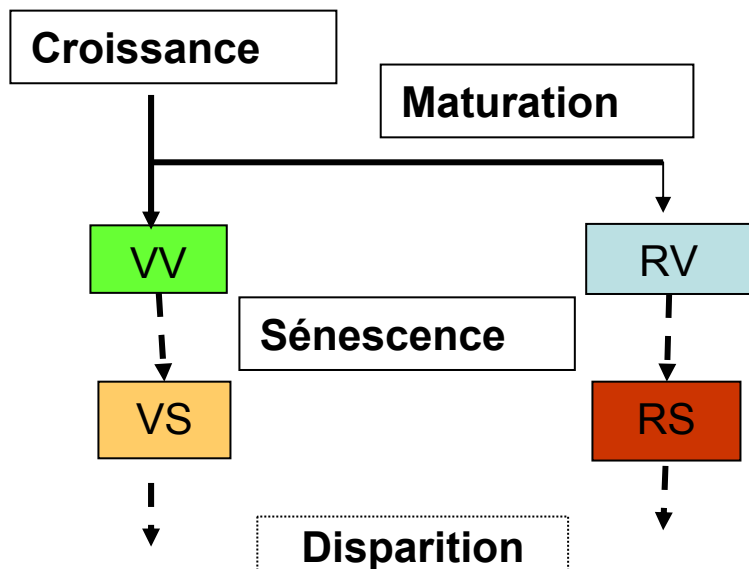 Croissance
Maturation
VV
RV
Sénescence
VS
RS
Disparition